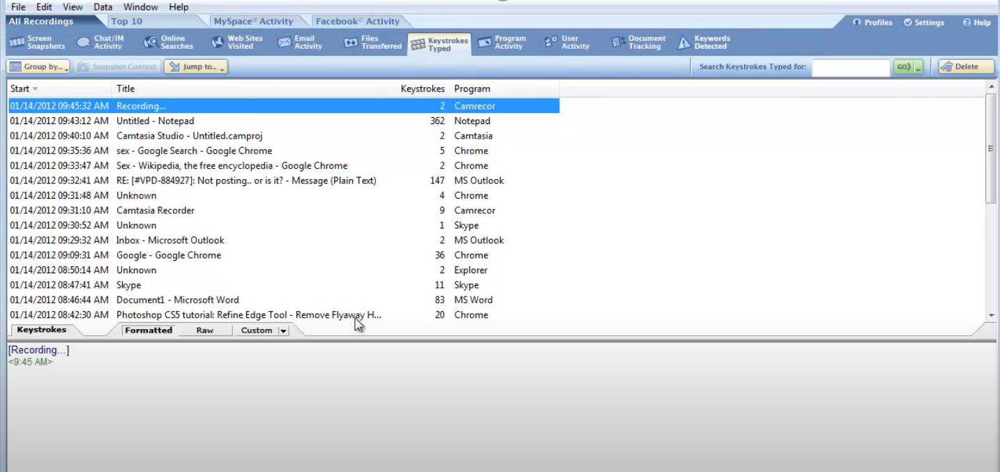 File Edit View Data Window Help
All Recordings Top 10 MySpace® Activity Facebook® Activity Profiles Settings Help
Screen Snapshots Chat/IM Activity Online Searches Web Sites Visited Email Activity Files Transferred Keystrokes Typed Program Activity User Activity Document Tracking Keywords Detected
Group by... Snapshot Context Jump to... Search Keystrokes Typed for: GO Delete
Start Title Keystrokes Program
01/14/2012 09:45:32 AM Recording... 2 Camrecor
01/14/2012 09:43:12 AM Untitled - Notepad 362 Notepad
01/14/2012 09:40:10 AM Camtasia Studio - Untitled.camproj 2 Camtasia
01/14/2012 09:35:36 AM sex - Google Search - Google Chrome 5 Chrome
01/14/2012 09:33:47 AM Sex - Wikipedia, the free encyclopedia - Google Chrome 2 Chrome
01/14/2012 09:32:41 AM RE: [#VPD-884927]: Not posting.. or is it? - Message (Plain Text) 147 MS Outlook
01/14/2012 09:31:48 AM Unknown 4 Chrome
01/14/2012 09:31:10 AM Camtasia Recorder 9 Camrecor
01/14/2012 09:30:52 AM Unknown 1 Skype
01/14/2012 09:29:32 AM Inbox - Microsoft Outlook 2 MS Outlook
01/14/2012 09:09:31 AM Google - Google Chrome 36 Chrome
01/14/2012 08:50:14 AM Unknown 2 Explorer
01/14/2012 08:47:41 AM Skype 11 Skype
01/14/2012 08:46:44 AM Document1 - Microsoft Word 83 MS Word
01/14/2012 08:42:30 AM Photoshop CS5 tutorial: Refine Edge Tool - Remove Flyaway H... 20 Chrome
Keystrokes Formatted Raw Custom
[Recording...]
<9:45 AM>